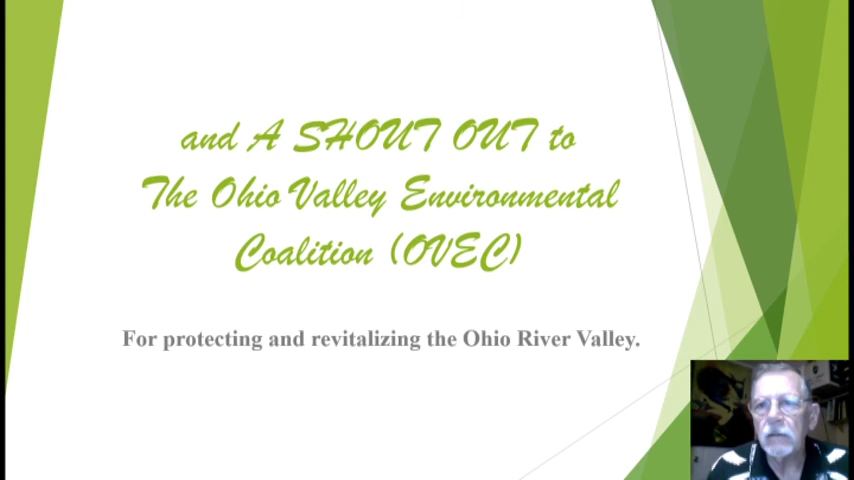 and A SHOUT OUT to
The Ohio Valley Environmental
Coalition (OVEC)
For protecting and revitalizing the Ohio River Valley.